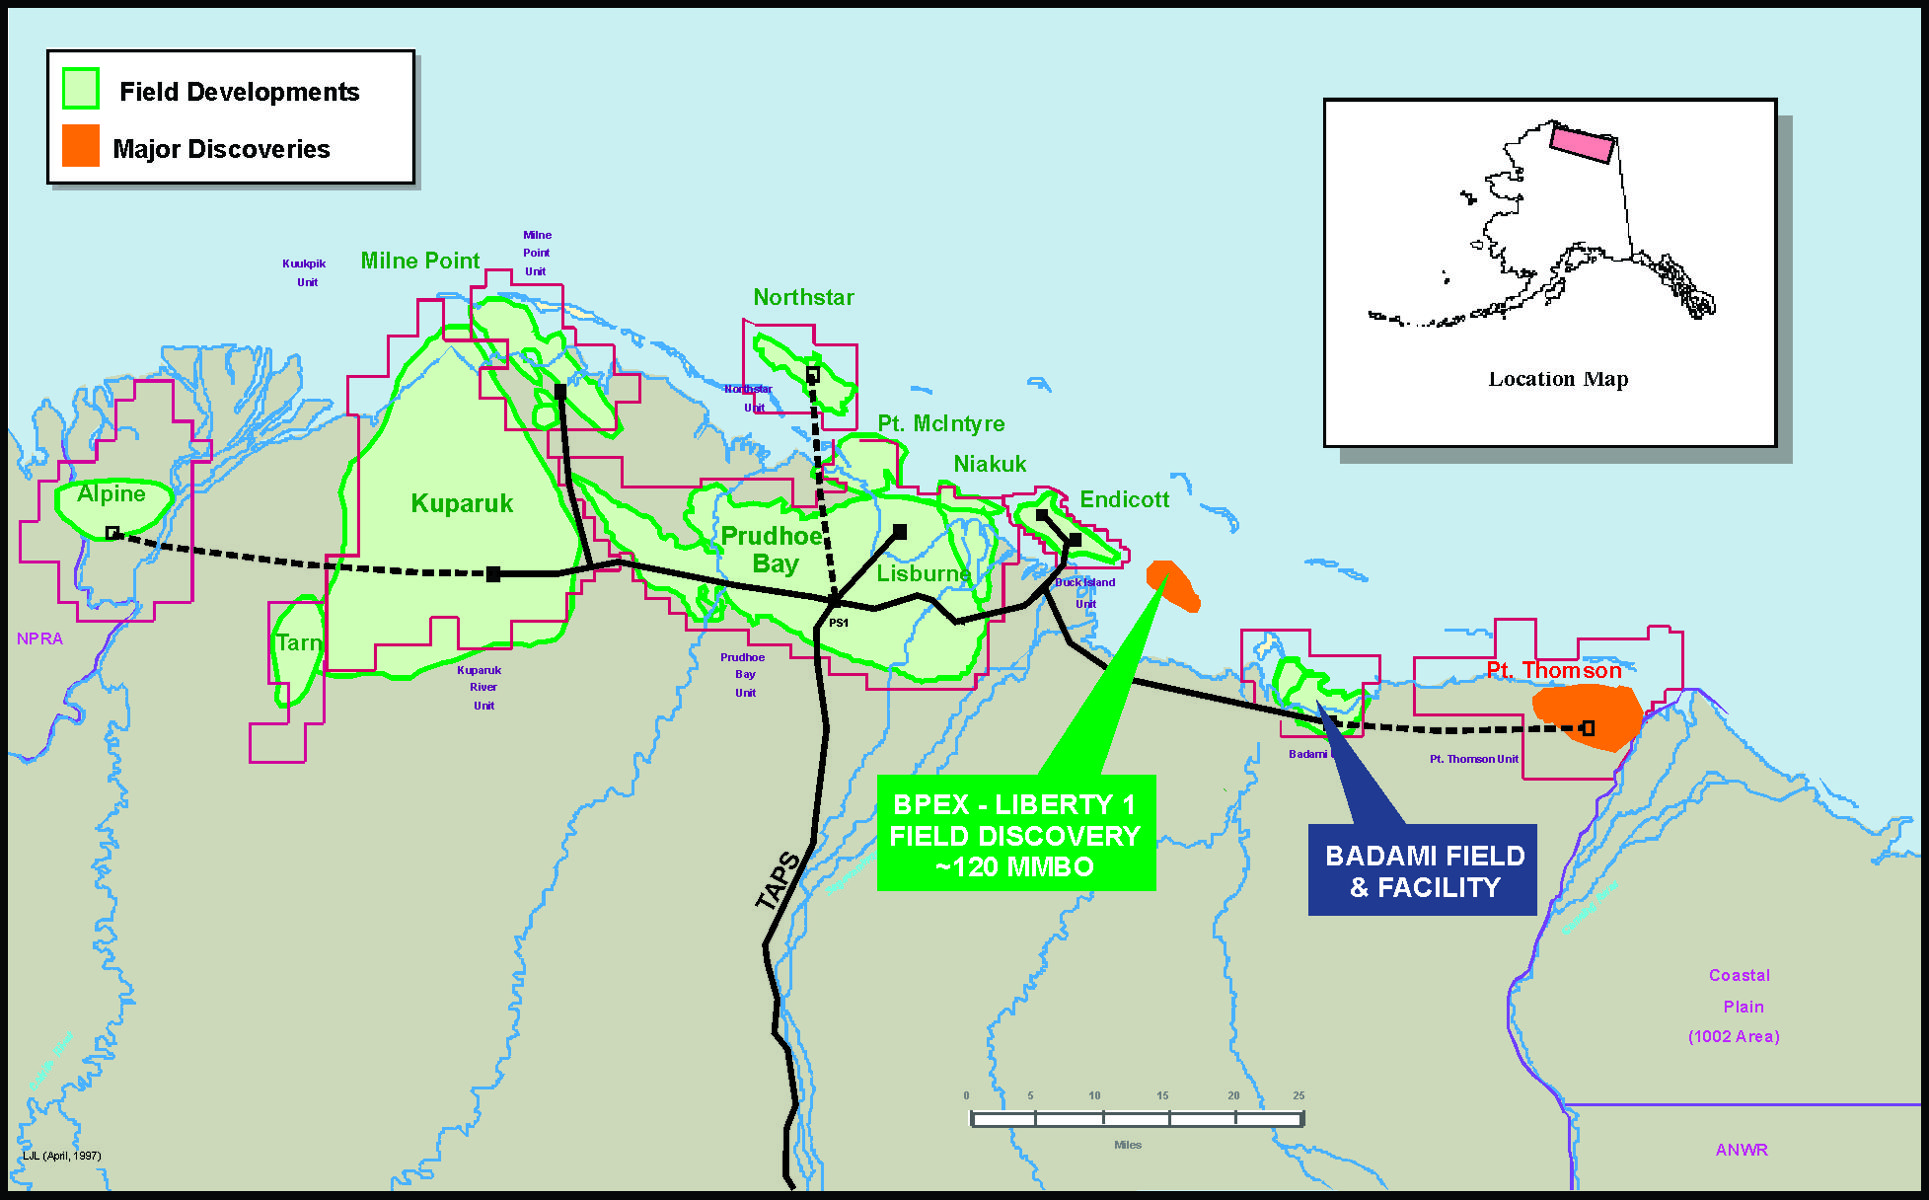 Field Developments
Major Discoveries
Milne
Point
Unit
Kuukpik
Unit
Milne Point
Northstar
Northstar
Unit
Pt. McIntyre
Niakuk
Endicott
Alpine
Kuparuk
Prudhoe
Bay
Lisburne
Duck Island
Unit
PS1
NPRA
Tarn
Kuparuk
River
Unit
Prudhoe
Bay
Unit
Pt. Thomson
Badami
Pt. Thomson Unit
BPEX - LIBERTY 1
FIELD DISCOVERY
~120 MMBO
BADAMI FIELD
& FACILITY
TAPS
Coastal
Plain
(1002 Area)
ANWR
0 5 10 15 20 25
Miles
LJL (April, 1997)
Location Map